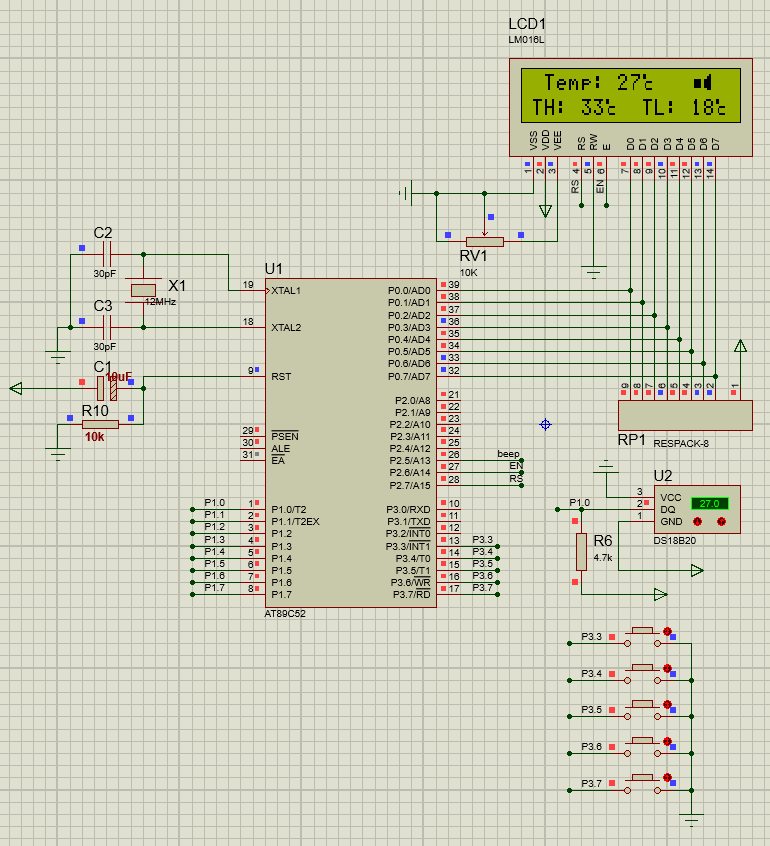 LCD1
LM016L
Temp: 27℃
TH: 33℃ TL: 18℃
VSS VDD VEE RS RW E D0 D1 D2 D3 D4 D5 D6 D7
1 2 3 4 5 6 7 8 9 10 11 12 13 14
RS EN
RV1
10K
C2
30pF
X1
12MHz
C3
30pF
C1
10uF
R10
10k
U1
19 XTAL1 P0.0/AD0 39
P0.1/AD1 38
P0.2/AD2 37
18 XTAL2 P0.3/AD3 36
P0.4/AD4 35
P0.5/AD5 34
P0.6/AD6 33
9 RST P0.7/AD7 32
P2.0/A8 21
P2.1/A9 22
P2.2/A10 23
29 PSEN P2.3/A11 24
30 ALE P2.4/A12 25
31 EA P2.5/A13 26 beep
P2.6/A14 27 EN
P2.7/A15 28 RS
P1.0 1 P1.0/T2 P3.0/RXD 10
P1.1 2 P1.1/T2EX P3.1/TXD 11
P1.2 3 P1.2 P3.2/INT0 12
P1.3 4 P1.3 P3.3/INT1 13 P3.3
P1.4 5 P1.4 P3.4/T0 14 P3.4
P1.5 6 P1.5 P3.5/T1 15 P3.5
P1.6 7 P1.6 P3.6/WR 16 P3.6
P1.7 8 P1.7 P3.7/RD 17 P3.7
AT89C52
9 8 7 6 5 4 3 2 1
RP1 RESPACK-8
U2
3 VCC
P1.0 2 DQ 27.0
1 GND
DS18B20
R6
4.7k
P3.3
P3.4
P3.5
P3.6
P3.7